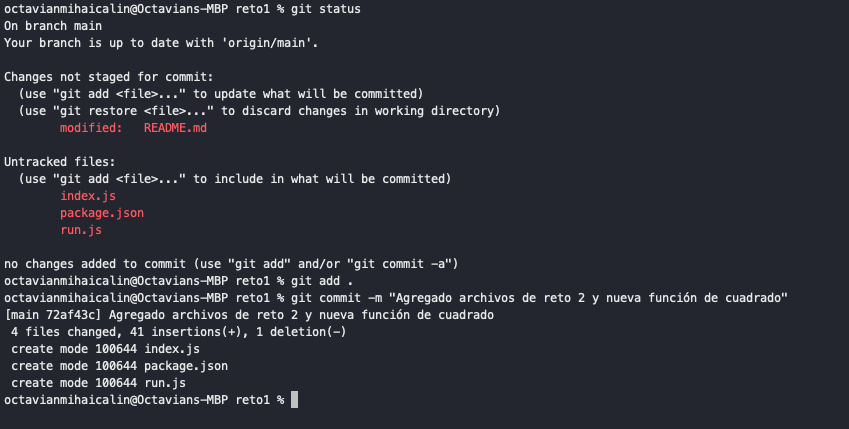 octavianmihaicalin@Octavians-MBP reto1 % git status
On branch main
Your branch is up to date with 'origin/main'.
Changes not staged for commit:
(use "git add <file>..." to update what will be committed)
(use "git restore <file>..." to discard changes in working directory)
modified: README.md
Untracked files:
(use "git add <file>..." to include in what will be committed)
index.js
package.json
run.js
no changes added to commit (use "git add" and/or "git commit -a")
octavianmihaicalin@Octavians-MBP reto1 % git add .
octavianmihaicalin@Octavians-MBP reto1 % git commit -m "Agregado archivos de reto 2 y nueva función de cuadrado"
[main 72af43c] Agregado archivos de reto 2 y nueva función de cuadrado
4 files changed, 41 insertions(+), 1 deletion(-)
create mode 100644 index.js
create mode 100644 package.json
create mode 100644 run.js
octavianmihaicalin@Octavians-MBP reto1 %